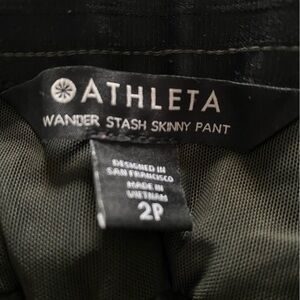 ATHLETA
WANDER STASH SKINNY PANT
DESIGNED IN
SAN FRANCISCO
MADE IN
VIETNAM
2P